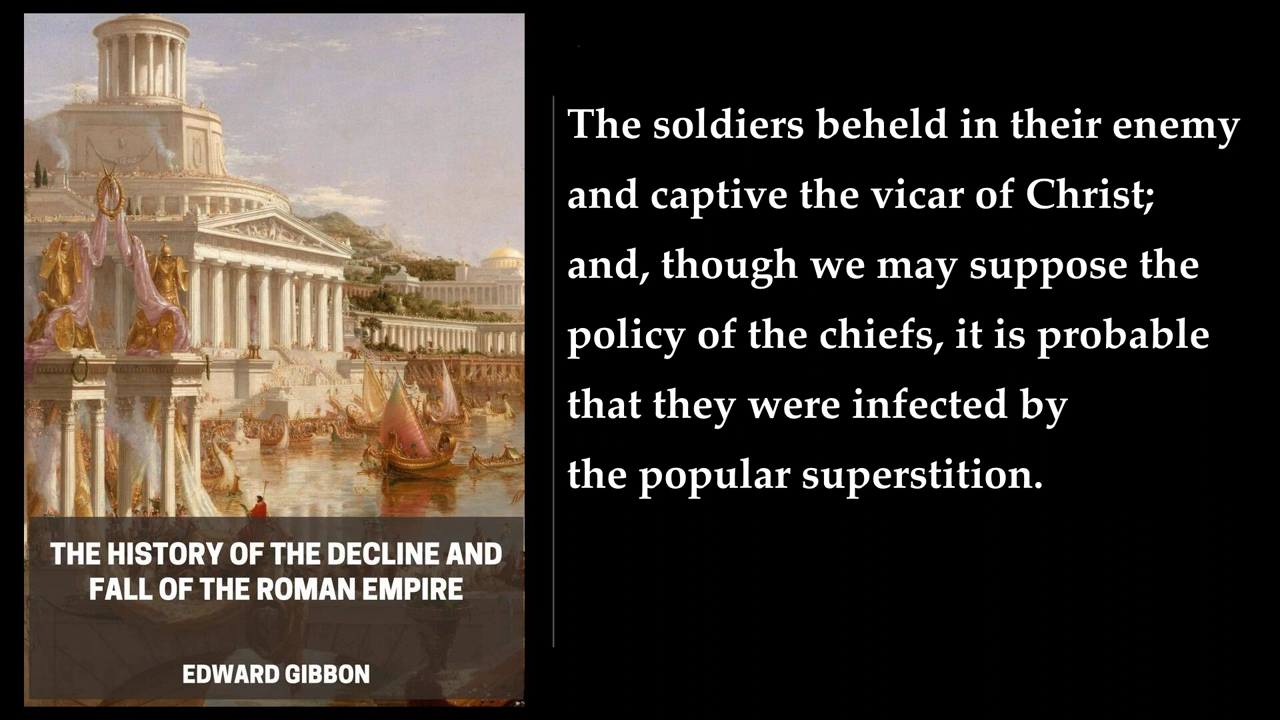 THE HISTORY OF THE DECLINE AND
FALL OF THE ROMAN EMPIRE
EDWARD GIBBON
The soldiers beheld in their enemy
and captive the vicar of Christ;
and, though we may suppose the
policy of the chiefs, it is probable
that they were infected by
the popular superstition.